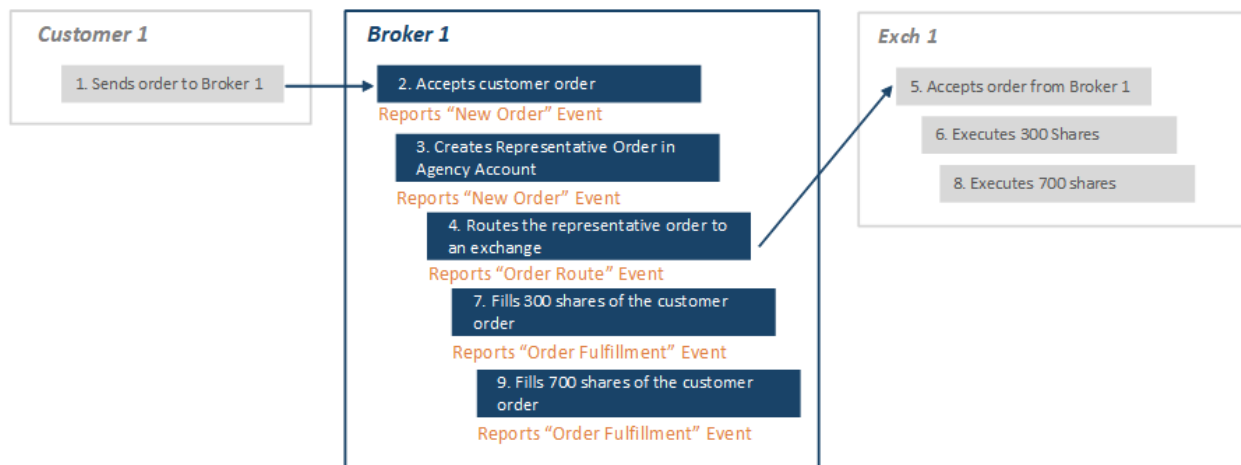 Customer 1
1. Sends order to Broker 1
Broker 1
2. Accepts customer order
Reports “New Order” Event
3. Creates Representative Order in
Agency Account
Reports “New Order” Event
4. Routes the representative order to
an exchange
Reports “Order Route” Event
7. Fills 300 shares of the customer
order
Reports “Order Fulfillment” Event
9. Fills 700 shares of the customer
order
Reports “Order Fulfillment” Event
Exch 1
5. Accepts order from Broker 1
6. Executes 300 Shares
8. Executes 700 shares